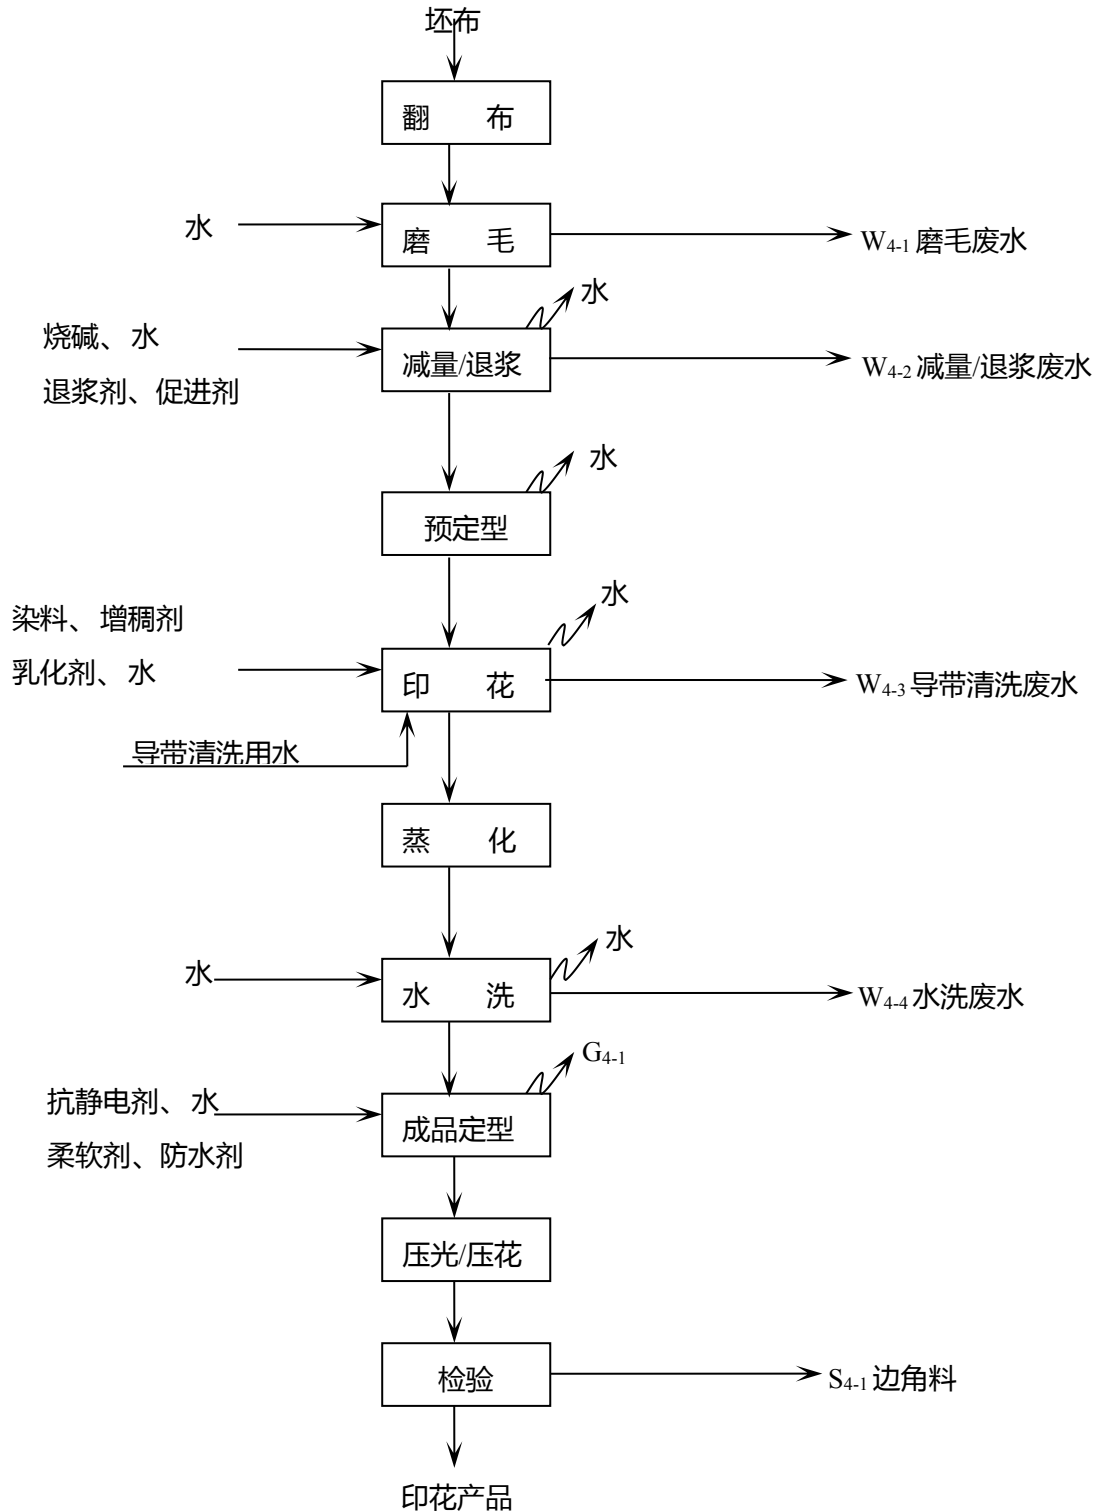 坯布
翻 布
水
磨 毛
W4-1 磨毛废水
水
烧碱、水
减量/退浆
W4-2 减量/退浆废水
退浆剂、促进剂
水
预定型
水
染料、增稠剂
乳化剂、水
印 花
W4-3 导带清洗废水
导带清洗用水
蒸 化
水
水
水 洗
W4-4 水洗废水
G4-1
抗静电剂、水
成品定型
柔软剂、防水剂
压光/压花
检验
S4-1 边角料
印花产品